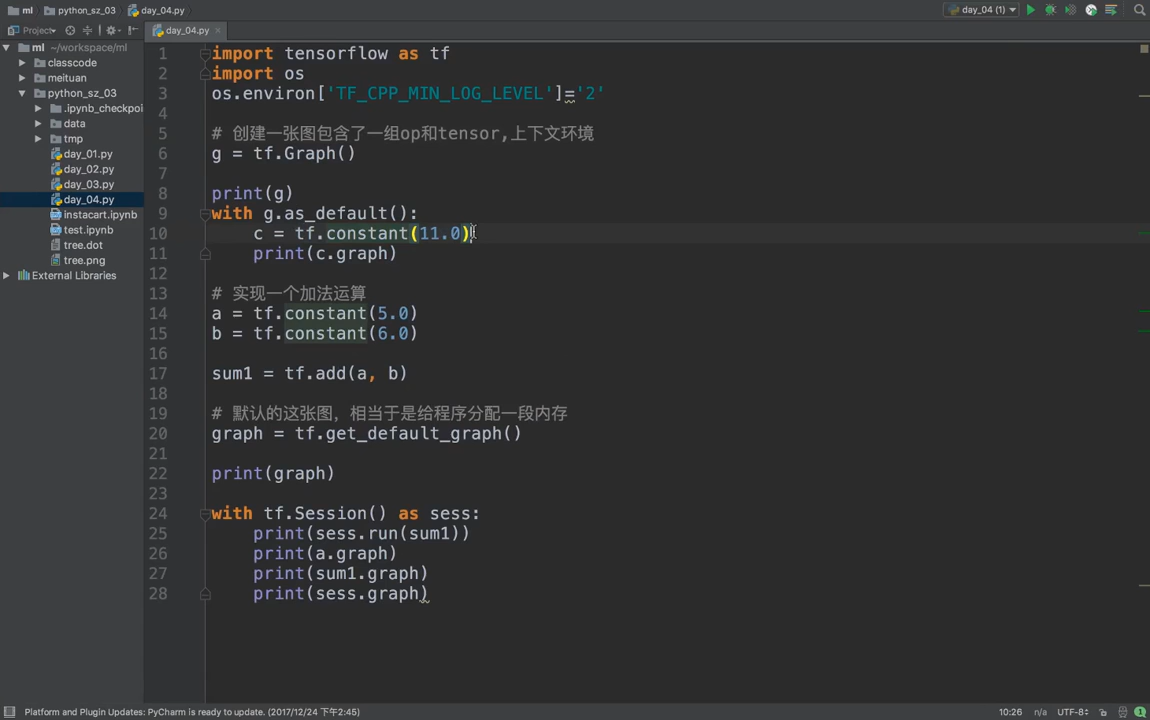 ml
python_sz_03
day_04.py
day_04 (1)
Project
day_04.py
ml ~/workspace/ml
classcode
meituan
python_sz_03
.ipynb_checkpoi
data
tmp
day_01.py
day_02.py
day_03.py
day_04.py
instacart.ipynb
test.ipynb
tree.dot
tree.png
External Libraries
1 import tensorflow as tf
2 import os
3 os.environ['TF_CPP_MIN_LOG_LEVEL']='2'
4
5 # 创建一张图包含了一组op和tensor,上下文环境
6 g = tf.Graph()
7
8 print(g)
9 with g.as_default():
10 c = tf.constant(11.0)
11 print(c.graph)
12
13 # 实现一个加法运算
14 a = tf.constant(5.0)
15 b = tf.constant(6.0)
16
17 sum1 = tf.add(a, b)
18
19 # 默认的这张图，相当于是给程序分配一段内存
20 graph = tf.get_default_graph()
21
22 print(graph)
23
24 with tf.Session() as sess:
25 print(sess.run(sum1))
26 print(a.graph)
27 print(sum1.graph)
28 print(sess.graph)
Platform and Plugin Updates: PyCharm is ready to update. (2017/12/24 下午2:45)
10:26 n/a UTF-8 1